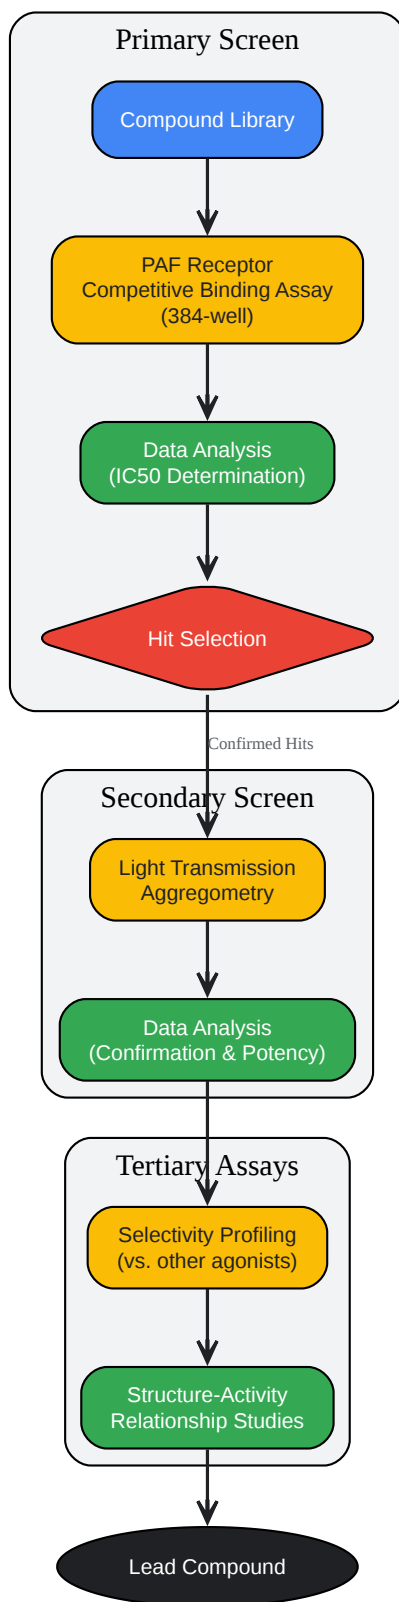 Primary Screen
Compound Library
PAF Receptor
Competitive Binding Assay
(384-well)
Data Analysis
(IC50 Determination)
Hit Selection
Confirmed Hits
Secondary Screen
Light Transmission
Aggregometry
Data Analysis
(Confirmation & Potency)
Tertiary Assays
Selectivity Profiling
(vs. other agonists)
Structure-Activity
Relationship Studies
Lead Compound